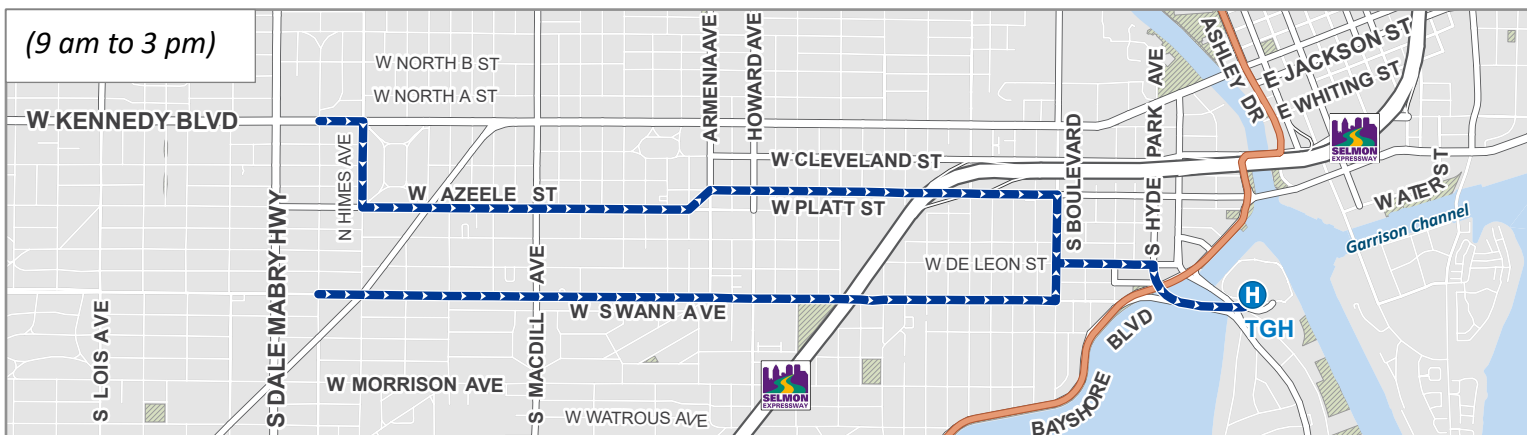 (9 am to 3 pm)
W NORTH B ST
W NORTH A ST
W KENNEDY BLVD
N HIMES AVE
ARMENIA AVE
HOWARD AVE
S BOULEVARD
S HYDE PARK AVE
ASHLEY DR
E JACKSON ST
E WHITING ST
SELMON
EXPRESSWAY
W CLEVELAND ST
W AZEELE ST
W PLATT ST
WATER ST
Garrison Channel
S DALE MABRY HWY
S LOIS AVE
S MACDILL AVE
W DE LEON ST
W SWANN AVE
H
TGH
BAYSHORE BLVD
W MORRISON AVE
W WATROUS AVE
SELMON
EXPRESSWAY